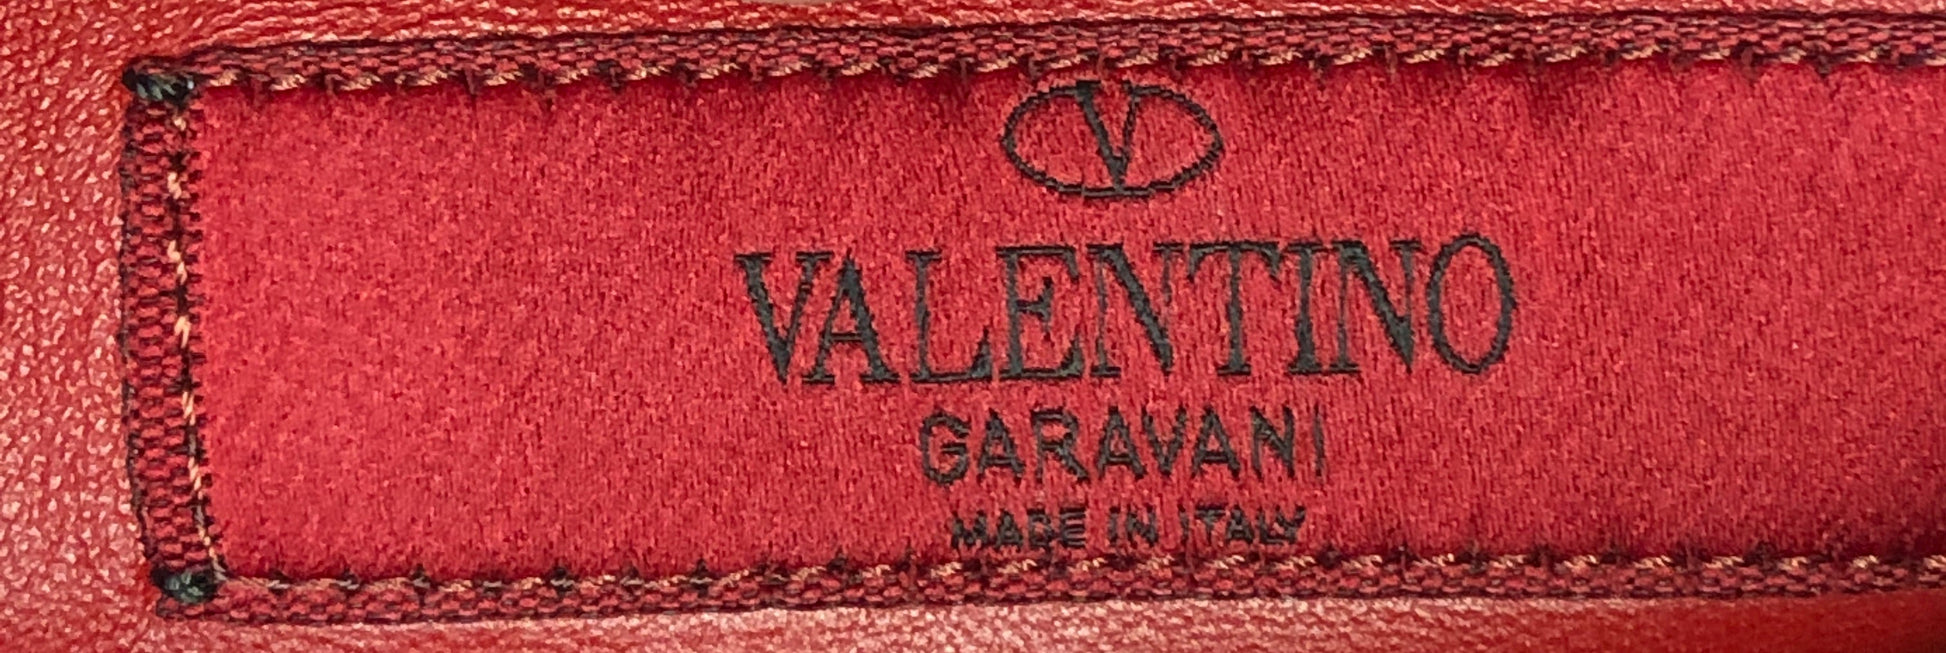 V
VALENTINO
GARAVANI
MADE IN ITALY